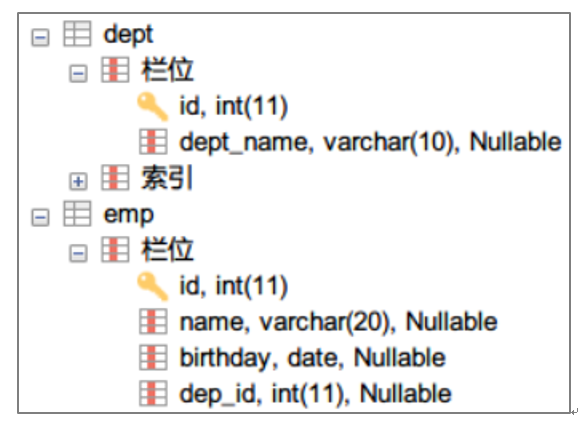 dept
栏位
id, int(11)
dept_name, varchar(10), Nullable
索引
emp
栏位
id, int(11)
name, varchar(20), Nullable
birthday, date, Nullable
dep_id, int(11), Nullable